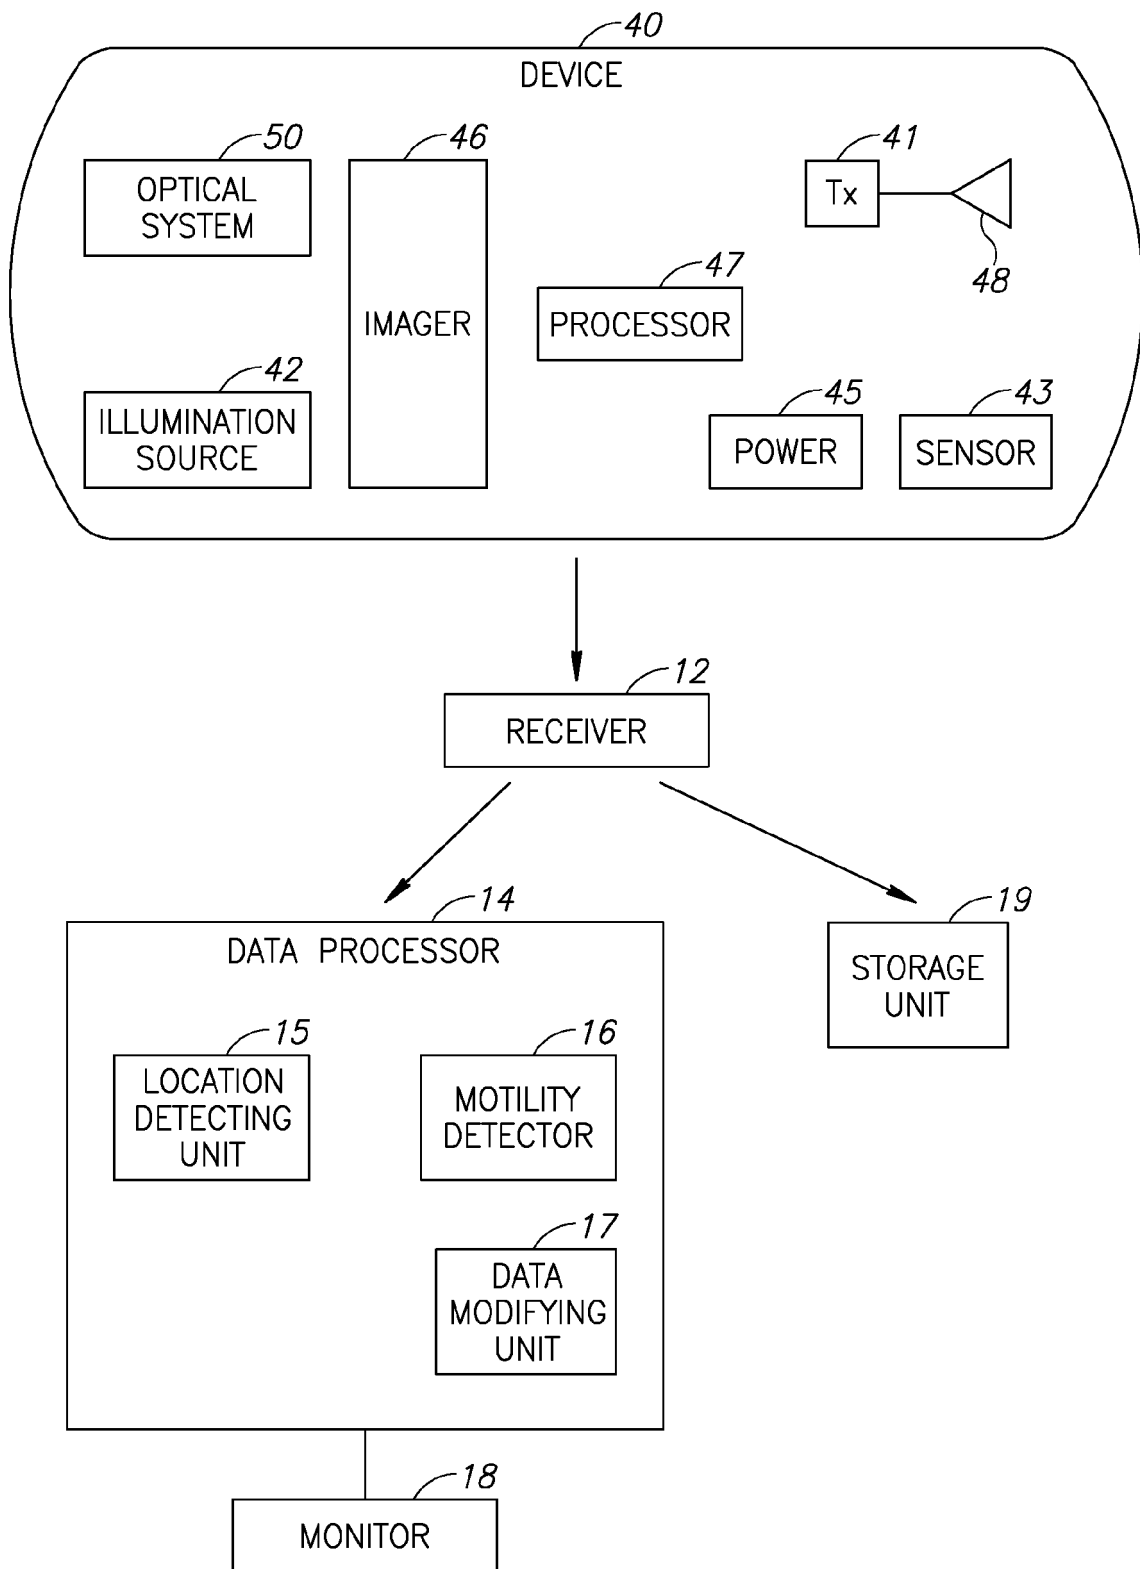 40
DEVICE
50
OPTICAL
SYSTEM
46
IMAGER
41
Tx
48
47
PROCESSOR
42
ILLUMINATION
SOURCE
45
POWER
43
SENSOR
12
RECEIVER
14
DATA PROCESSOR
19
STORAGE
UNIT
15
LOCATION
DETECTING
UNIT
16
MOTILITY
DETECTOR
17
DATA
MODIFYING
UNIT
18
MONITOR